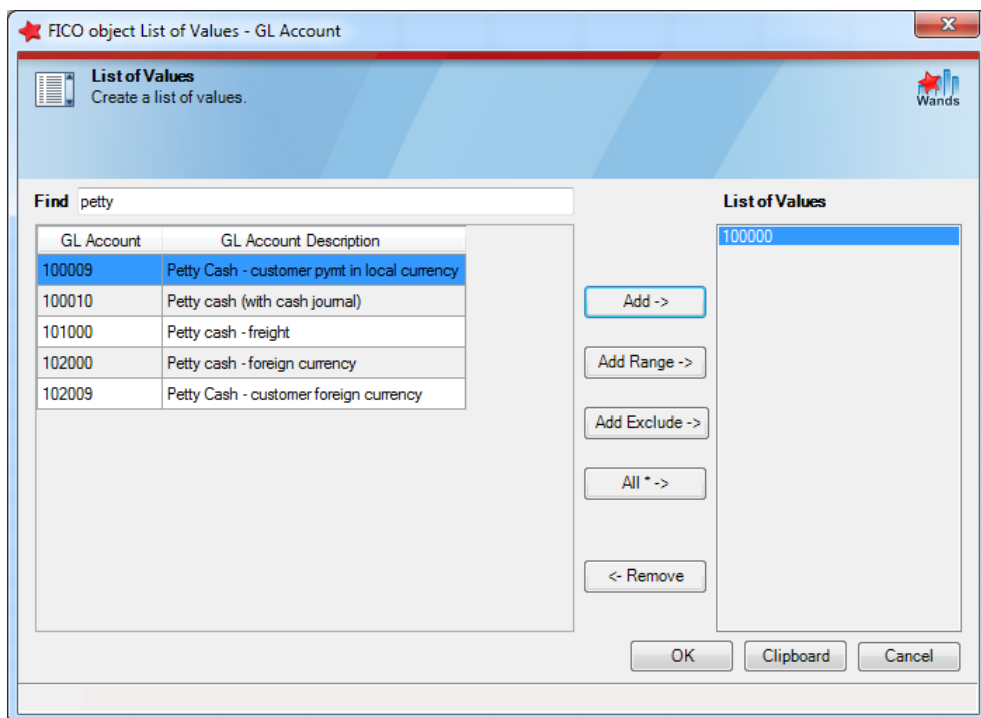 FICO object List of Values - GL Account
List of Values
Create a list of values.
Wands
Find petty
List of Values
GL Account GL Account Description
100000
100009 Petty Cash - customer pymt in local currency
100010 Petty cash (with cash journal)
Add ->
101000 Petty cash - freight
102000 Petty cash - foreign currency
Add Range ->
102009 Petty Cash - customer foreign currency
Add Exclude ->
All * ->
<- Remove
OK Clipboard Cancel